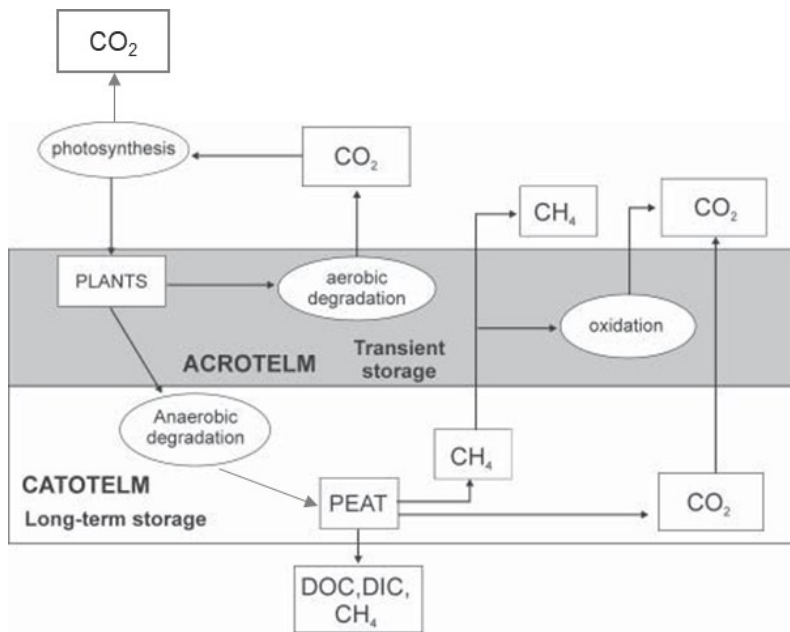 CO₂
photosynthesis
CO₂
CH₄
CO₂
PLANTS
aerobic
degradation
oxidation
ACROTELM
Transient
storage
Anaerobic
degradation
CH₄
CATOTELM
Long-term storage
PEAT
CO₂
DOC,DIC,
CH₄